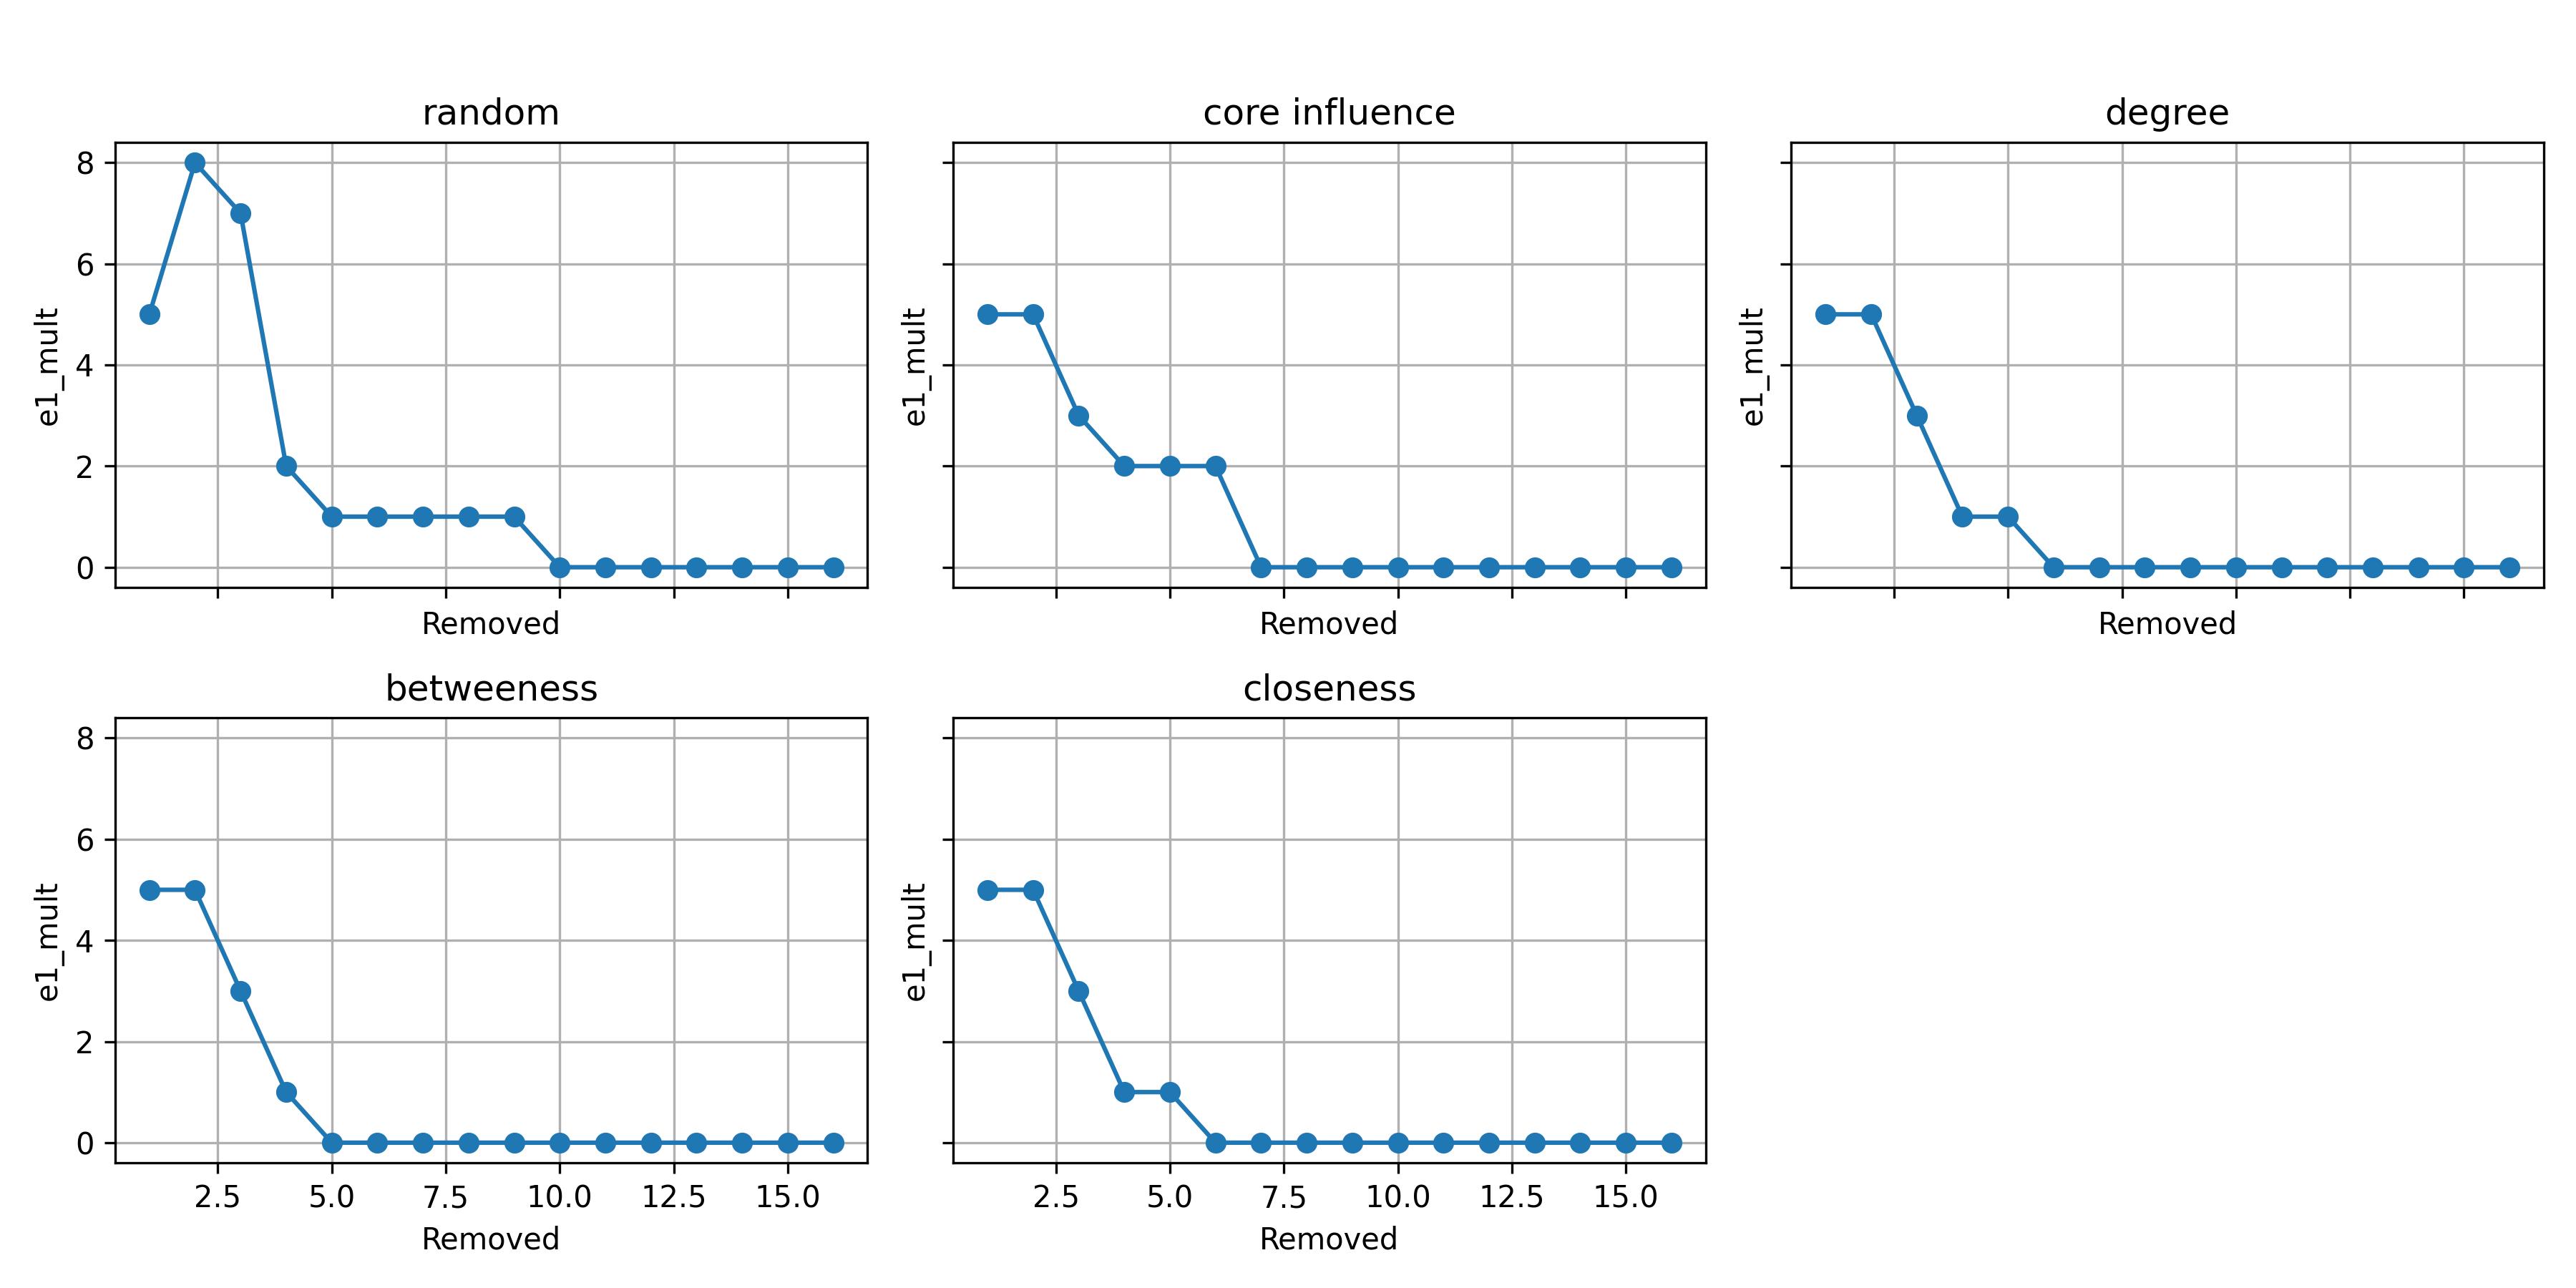 random
core influence
degree
8
6
4
2
0
e1_mult
e1_mult
e1_mult
Removed
Removed
Removed
betweeness
closeness
8
6
4
2
0
e1_mult
e1_mult
2.5 5.0 7.5 10.0 12.5 15.0
2.5 5.0 7.5 10.0 12.5 15.0
Removed
Removed